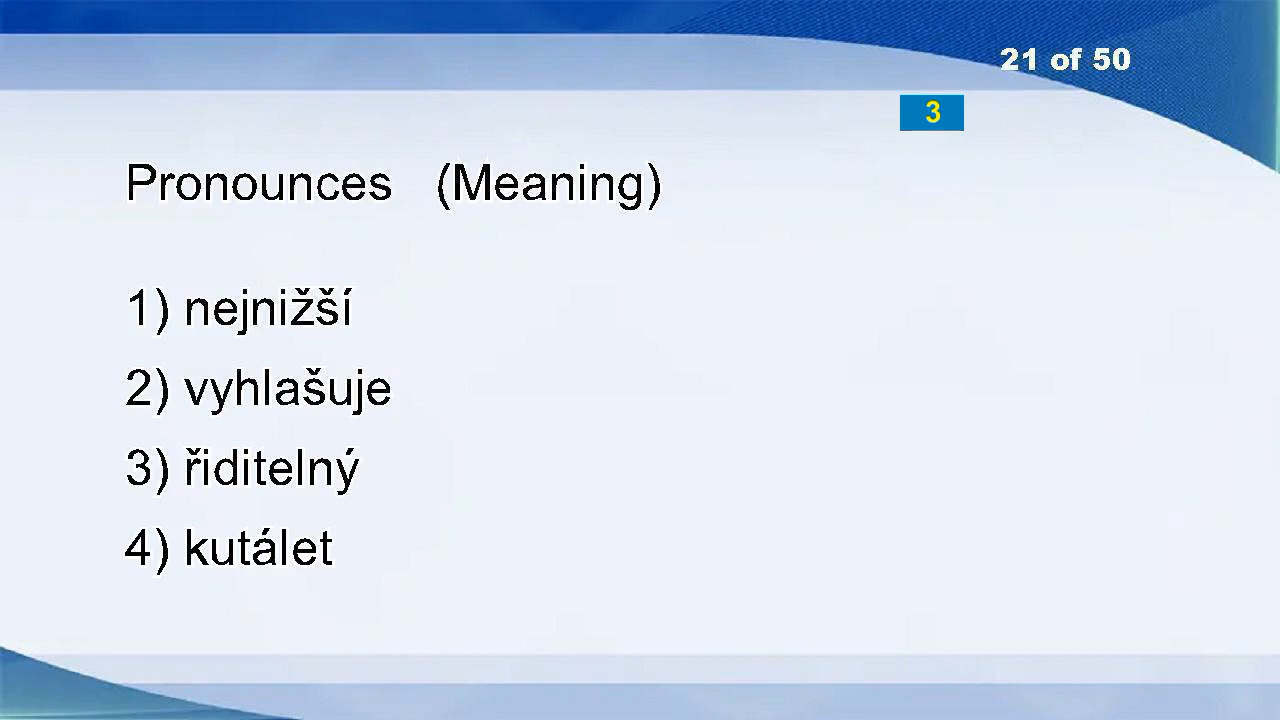 21 of 50
3
Pronounces (Meaning)
1) nejnižší
2) vyhlašuje
3) řiditelný
4) kutálet